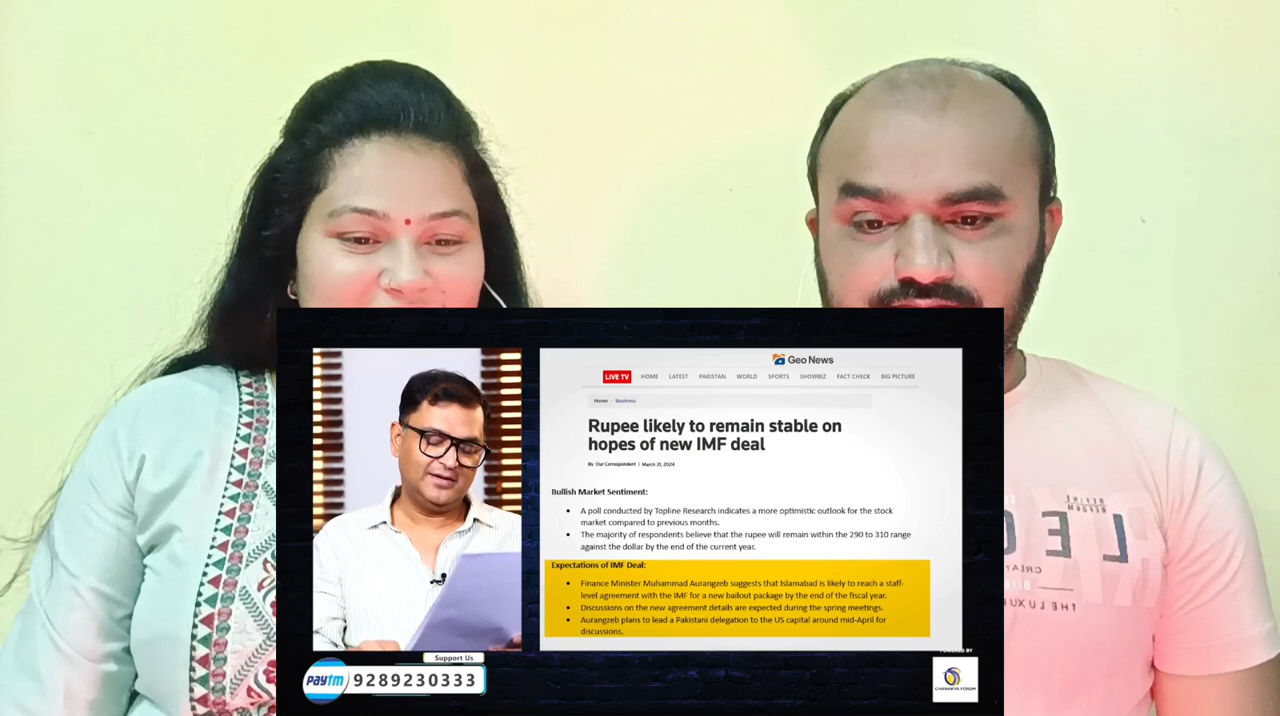 Geo News
LIVE TV HOME LATEST PAKISTAN WORLD SPORTS SHOWBIZ FACT CHECK BIG PICTURE
Home Business
Rupee likely to remain stable on
hopes of new IMF deal
By Our Correspondent | March 31, 2024
Bullish Market Sentiment:
• A poll conducted by Topline Research indicates a more optimistic outlook for the stock
market compared to previous months.
• The majority of respondents believe that the rupee will remain within the 290 to 310 range
against the dollar by the end of the current year.
Expectations of IMF Deal:
• Finance Minister Muhammad Aurangzeb suggests that Islamabad is likely to reach a staff-
level agreement with the IMF for a new bailout package by the end of the fiscal year.
• Discussions on the new agreement details are expected during the spring meetings.
• Aurangzeb plans to lead a Pakistani delegation to the US capital around mid-April for
discussions.
Support Us
paytm 9289230333
POWERED BY
CHANAKYA FORUM
REFINE
REFORM